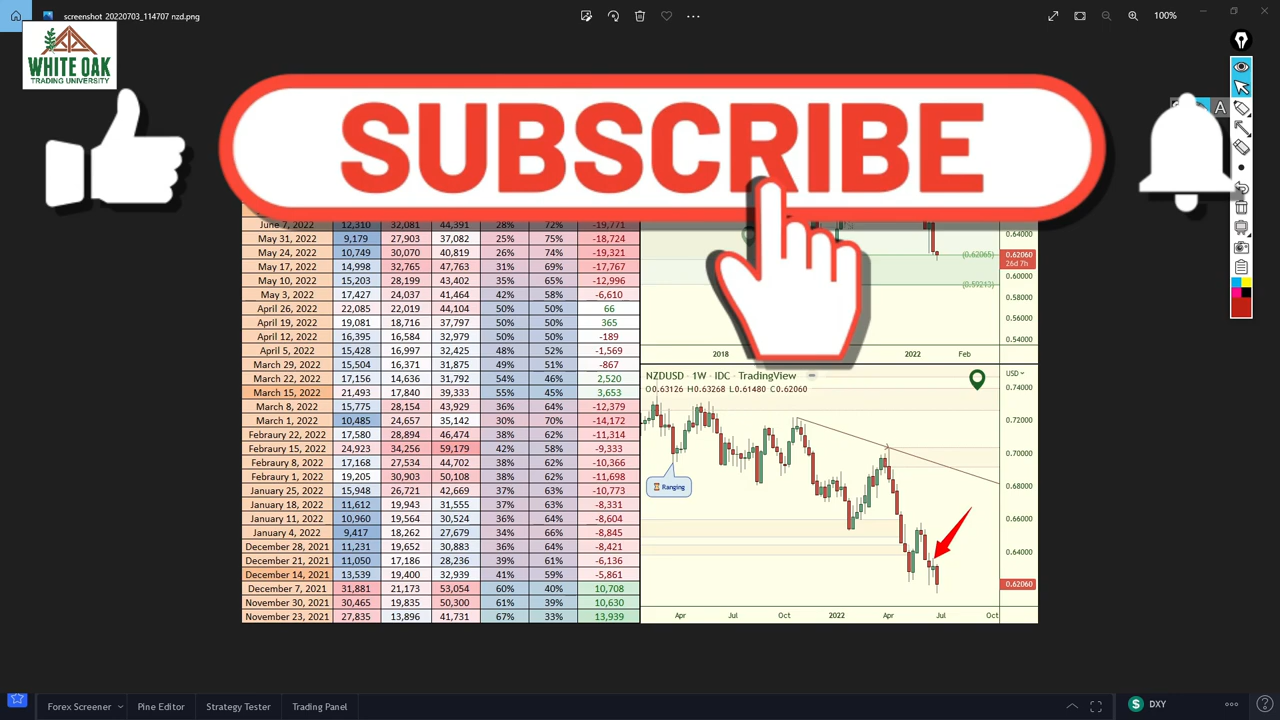 screenshot 20220703_114707 nzd.png
100%
WHITE OAK
TRADING UNIVERSITY
SUBSCRIBE
A
June 7, 2022 12,310 32,081 44,391 28% 72% -19,771
May 31, 2022 9,179 27,903 37,082 25% 75% -18,724
May 24, 2022 10,749 30,070 40,819 26% 74% -19,321
May 17, 2022 14,998 32,765 47,763 31% 69% -17,767
May 10, 2022 15,203 28,199 43,402 35% 65% -12,996
May 3, 2022 17,427 24,037 41,464 42% 58% -6,610
April 26, 2022 22,085 22,019 44,104 50% 50% 66
April 19, 2022 19,081 18,716 37,797 50% 50% 365
April 12, 2022 16,395 16,584 32,979 50% 50% -189
April 5, 2022 15,428 16,997 32,425 48% 52% -1,569
March 29, 2022 15,504 16,371 31,875 49% 51% -867
March 22, 2022 17,156 14,636 31,792 54% 46% 2,520
March 15, 2022 21,493 17,840 39,333 55% 45% 3,653
March 8, 2022 15,775 28,154 43,929 36% 64% -12,379
March 1, 2022 10,485 24,657 35,142 30% 70% -14,172
Febraury 22, 2022 17,580 28,894 46,474 38% 62% -11,314
Febraury 15, 2022 24,923 34,256 59,179 42% 58% -9,333
Febraury 8, 2022 17,168 27,534 44,702 38% 62% -10,366
Febraury 1, 2022 19,205 30,903 50,108 38% 62% -11,698
January 25, 2022 15,948 26,721 42,669 37% 63% -10,773
January 18, 2022 11,612 19,943 31,555 37% 63% -8,331
January 11, 2022 10,960 19,564 30,524 36% 64% -8,604
January 4, 2022 9,417 18,262 27,679 34% 66% -8,845
December 28, 2021 11,231 19,652 30,883 36% 64% -8,421
December 21, 2021 11,050 17,186 28,236 39% 61% -6,136
December 14, 2021 13,539 19,400 32,939 41% 59% -5,861
December 7, 2021 31,881 21,173 53,054 60% 40% 10,708
November 30, 2021 30,465 19,835 50,300 61% 39% 10,630
November 23, 2021 27,835 13,896 41,731 67% 33% 13,939
0.64000
(0.62065) 0.62060
26d 7h
0.60000
(0.59213)
0.58000
0.56000
0.54000
2018 2022 Feb
NZDUSD · 1W · IDC · TradingView
USD
O0.63126 H0.63268 L0.61480 C0.62060
0.74000
0.72000
0.70000
0.68000
0.66000
0.64000
0.62060
Ranging
Apr Jul Oct 2022 Apr Jul Oct
Forex Screener Pine Editor Strategy Tester Trading Panel
$ DXY